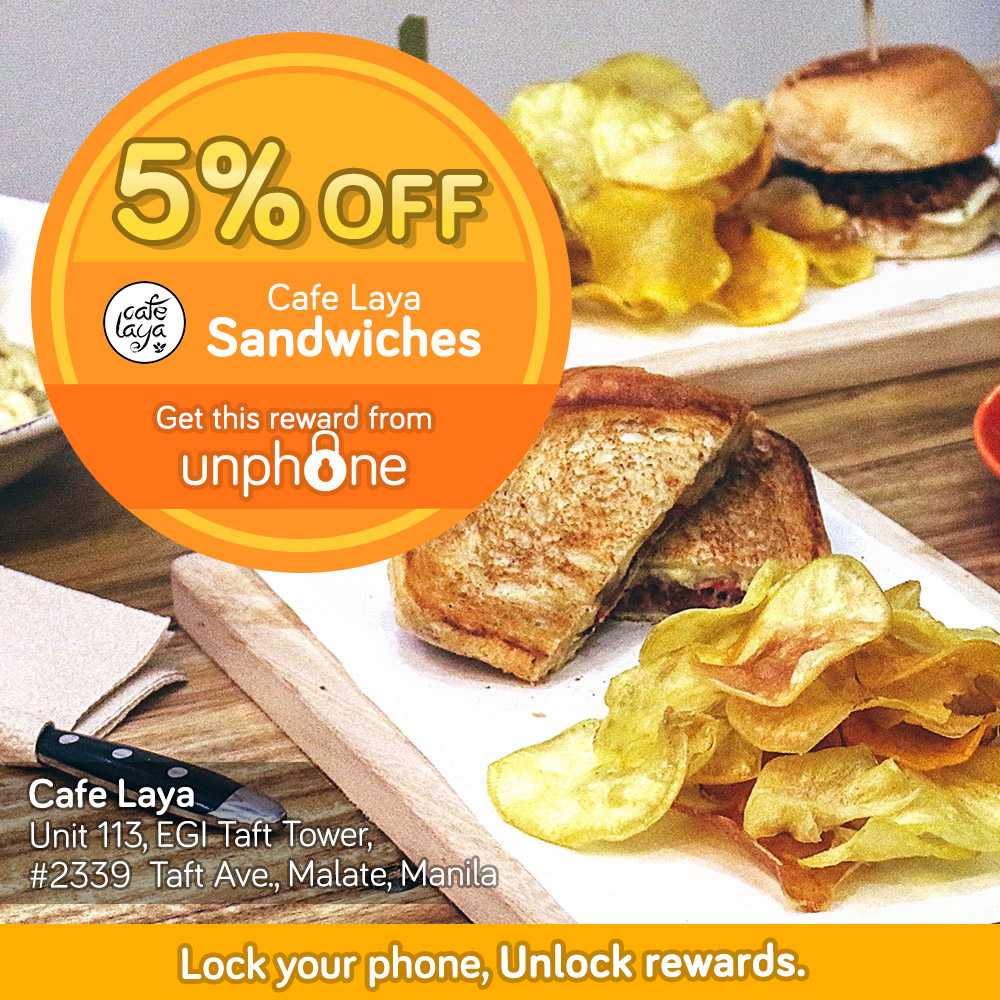 5% OFF
cafe
laya
Cafe Laya
Sandwiches
Get this reward from
unphone
Cafe Laya
Unit 113, EGI Taft Tower,
#2339 Taft Ave., Malate, Manila
Lock your phone, Unlock rewards.